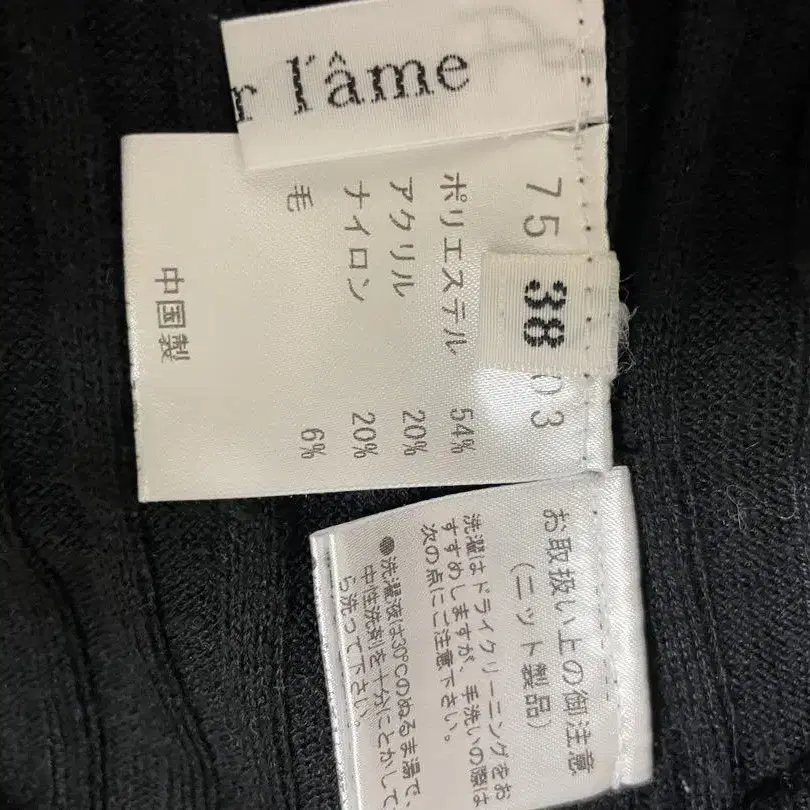 r l'âme
75
38
03
ポリエステル 54%
アクリル 20%
ナイロン 20%
毛 6%
中国製
お取扱い上の御注意
(ニット製品)
洗濯はドライクリーニングをお
すすめしますが、手洗いの際は
次の点にご注意下さい。
●洗濯液は30℃のぬるま湯で、
中性洗剤を十分にとかして
ら洗って下さい。